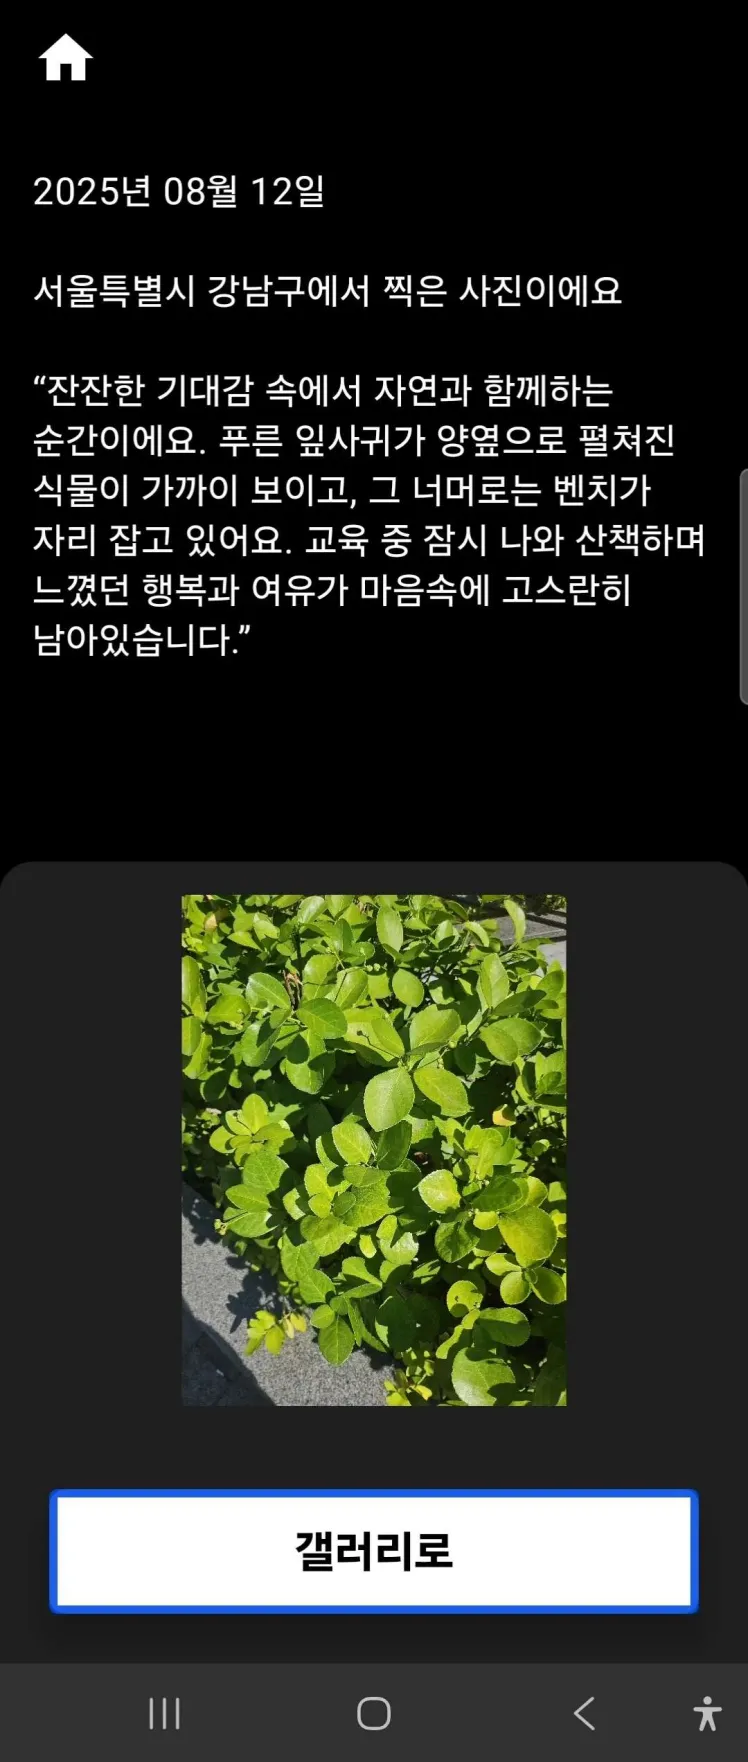 2025년 08월 12일
서울특별시 강남구에서 찍은 사진이에요
“잔잔한 기대감 속에서 자연과 함께하는
순간이에요. 푸른 잎사귀가 양옆으로 펼쳐진
식물이 가까이 보이고, 그 너머로는 벤치가
자리 잡고 있어요. 교육 중 잠시 나와 산책하며
느꼈던 행복과 여유가 마음속에 고스란히
남아있습니다.”
갤러리로